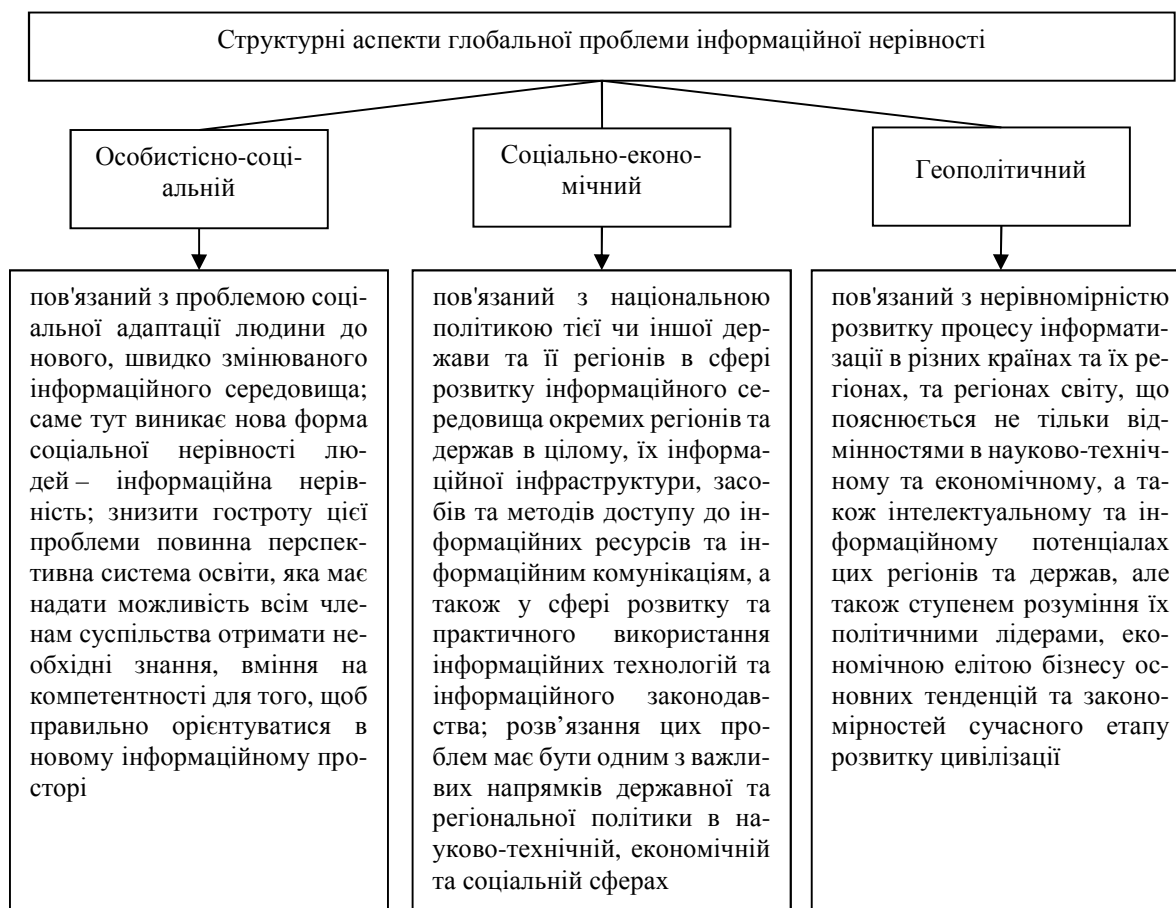 Структурні аспекти глобальної проблеми інформаційної нерівності
Особистісно-соці-
альній
Соціально-еконо-
мічний
Геополітичний
пов'язаний з проблемою соці-
альної адаптації людини до
нового, швидко змінюваного
інформаційного середовища;
саме тут виникає нова форма
соціальної нерівності лю-
дей – інформаційна нерів-
ність; знизити гостроту цієї
проблеми повинна перспек-
тивна система освіти, яка має
надати можливість всім чле-
нам суспільства отримати не-
обхідні знання, вміння на
компетентності для того, щоб
правильно орієнтуватися в
новому інформаційному про-
сторі
пов'язаний з національною
політикою тієї чи іншої дер-
жави та її регіонів в сфері
розвитку інформаційного се-
редовища окремих регіонів та
держав в цілому, їх інформа-
ційної інфраструктури, засо-
бів та методів доступу до ін-
формаційних ресурсів та ін-
формаційним комунікаціям, а
також у сфері розвитку та
практичного використання
інформаційних технологій та
інформаційного законодав-
ства; розв’язання цих про-
блем має бути одним з важли-
вих напрямків державної та
регіональної політики в на-
уково-технічній, економічній
та соціальній сферах
пов'язаний з нерівномірністю
розвитку процесу інформати-
зації в різних країнах та їх ре-
гіонах, та регіонах світу, що
пояснюється не тільки від-
мінностями в науково-техніч-
ному та економічному, а та-
кож інтелектуальному та ін-
формаційному потенціалах
цих регіонів та держав, але
також ступенем розуміння їх
політичними лідерами, еко-
номічною елітою бізнесу ос-
новних тенденцій та законо-
мірностей сучасного етапу
розвитку цивілізації